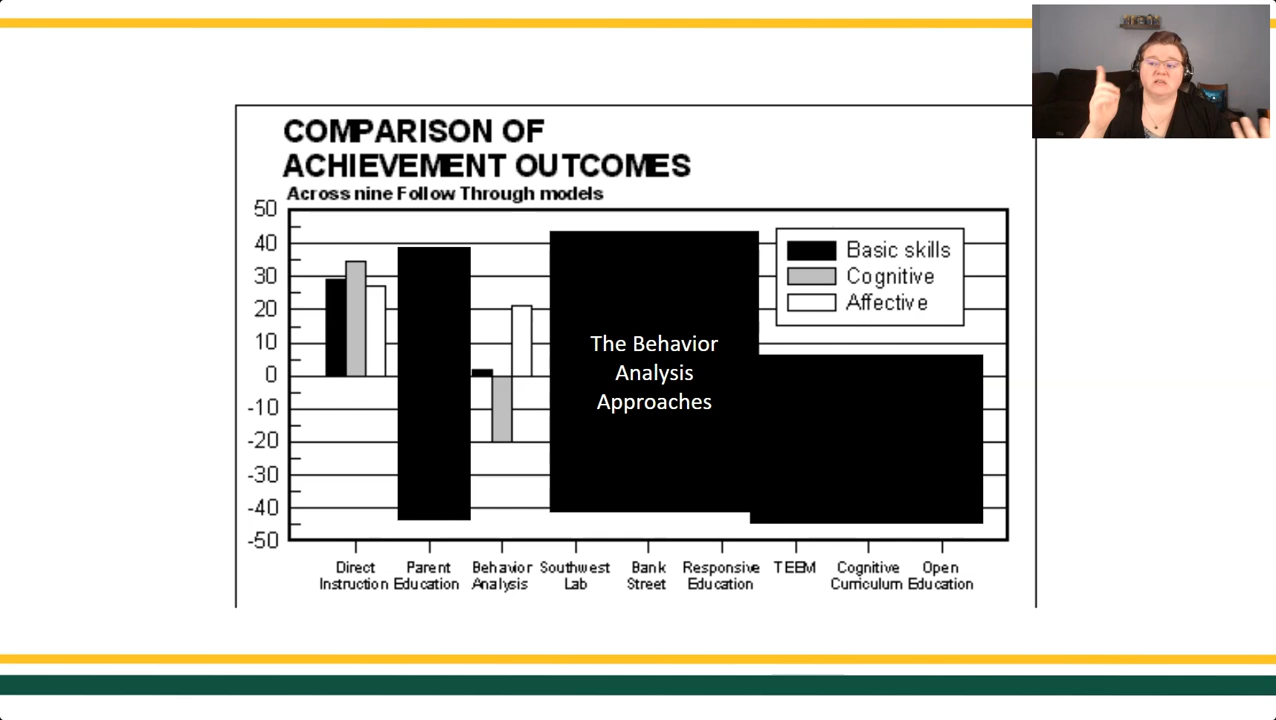 COMPARISON OF
ACHIEVEMENT OUTCOMES
Across nine Follow Through models
50
40
30
20
10
0
-10
-20
-30
-40
-50
Basic skills
Cognitive
Affective
The Behavior
Analysis
Approaches
Direct Instruction
Parent Education
Behavior Analysis
Southwest Lab
Bank Street
Responsive Education
TEEM
Cognitive Curriculum
Open Education